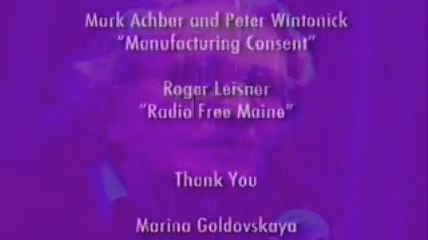 Mark Achbar and Peter Wintonick
"Manufacturing Consent"
Roger Leisner
"Radio Free Maine"
Thank You
Marina Goldovskaya